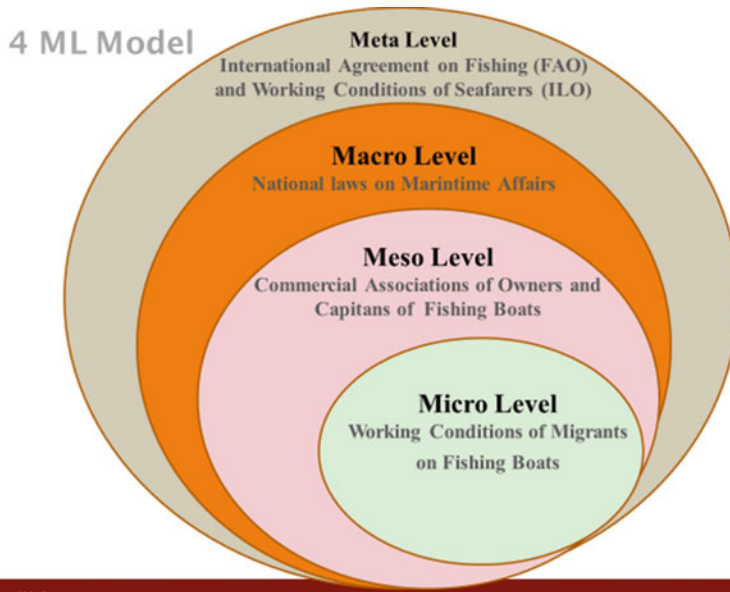 4 ML Model
Meta Level
International Agreement on Fishing (FAO)
and Working Conditions of Seafarers (ILO)
Macro Level
National laws on Marintime Affairs
Meso Level
Commercial Associations of Owners and
Capitans of Fishing Boats
Micro Level
Working Conditions of Migrants
on Fishing Boats